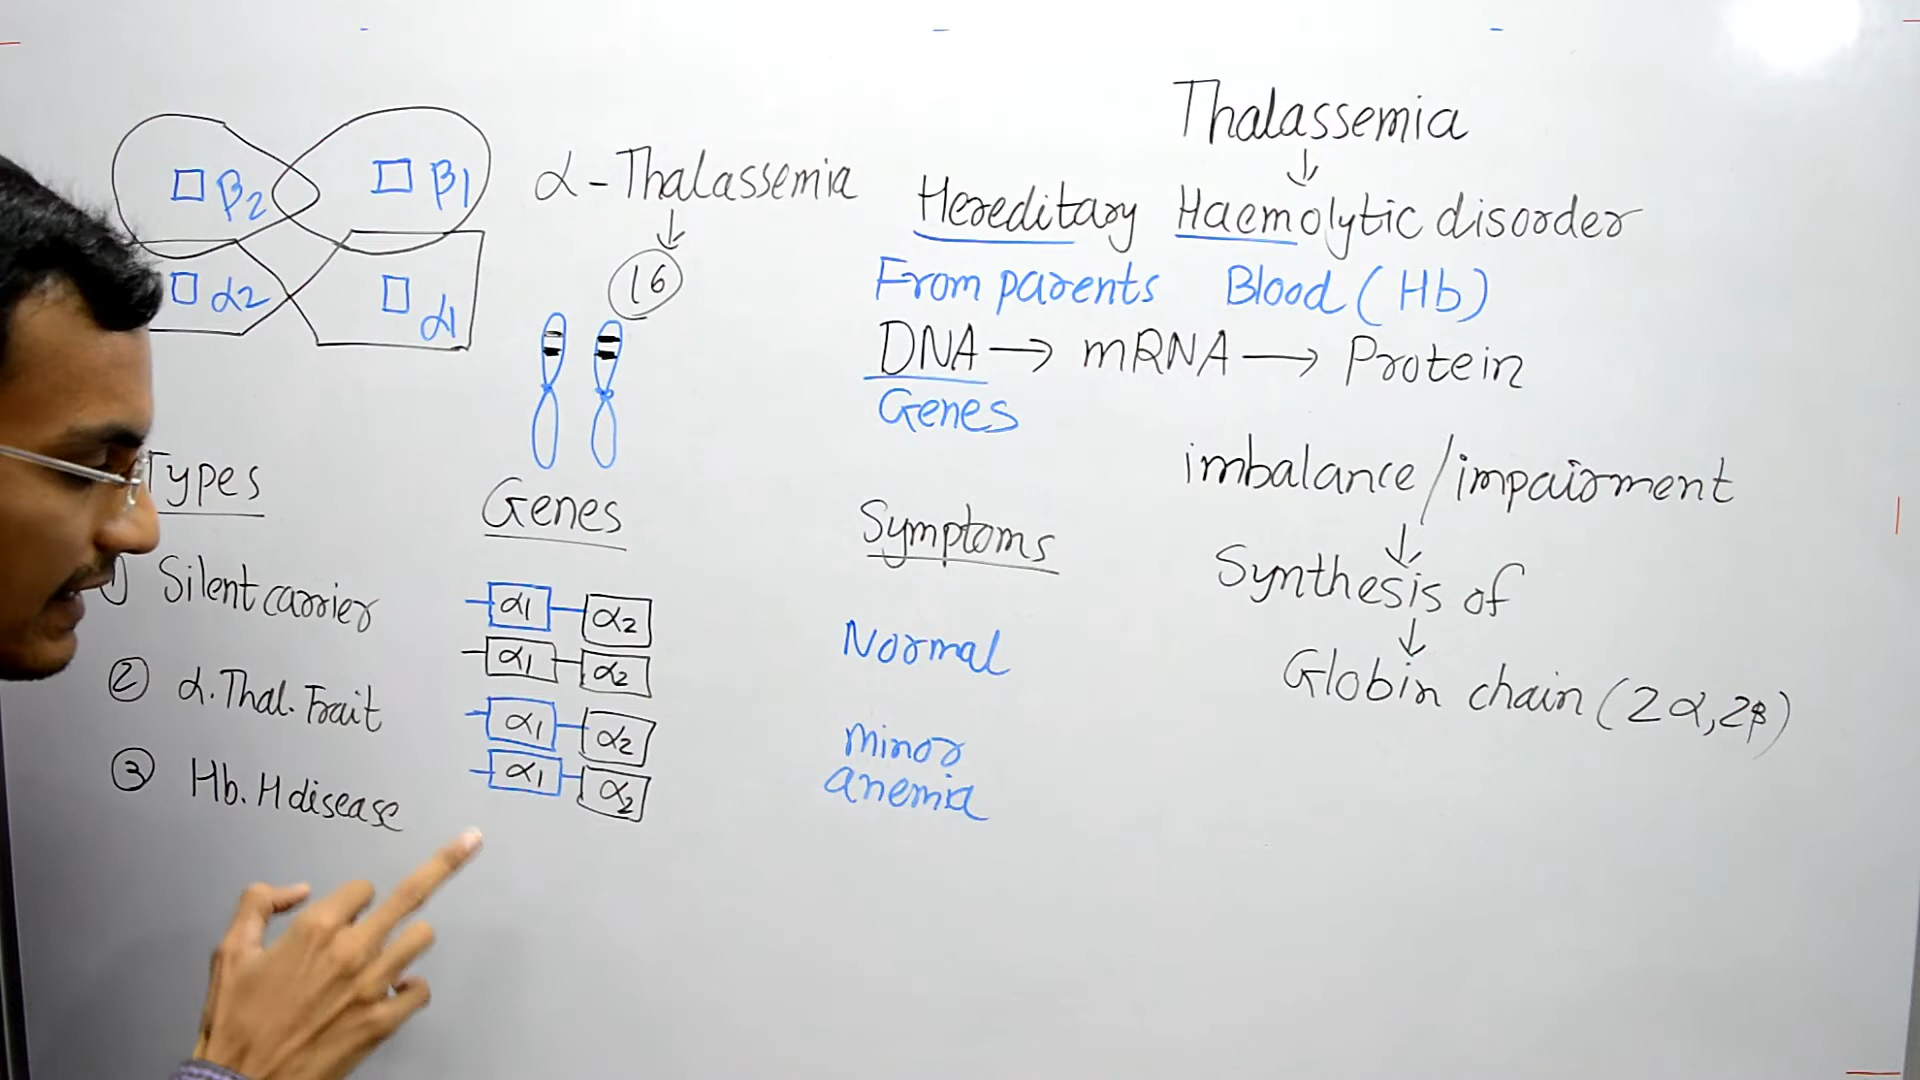 Thalassemia
Hereditary Haemolytic disorder
From parents Blood (Hb)
DNA → mRNA → Protein
Genes
imbalance/impairment
Synthesis of
Globin chain (2α,2β)
β2 β1
α2 α1
α-Thalassemia
16
Types Genes Symptoms
1) Silent carrier
α1 α2
α1 α2
Normal
② α.Thal.Trait
α1 α2
α1 α2
minor
anemia
③ Hb.H disease